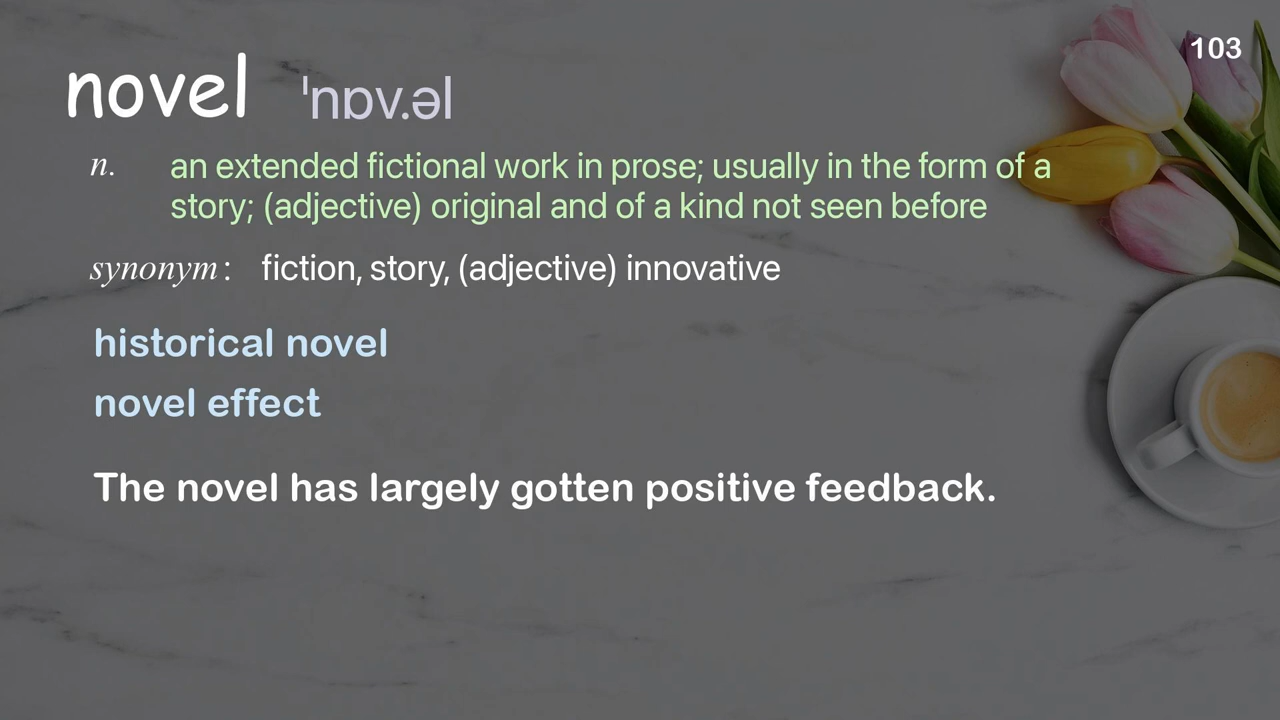 103
novel ˈnɒv.əl
n. an extended fictional work in prose; usually in the form of a
story; (adjective) original and of a kind not seen before
synonym: fiction, story, (adjective) innovative
historical novel
novel effect
The novel has largely gotten positive feedback.